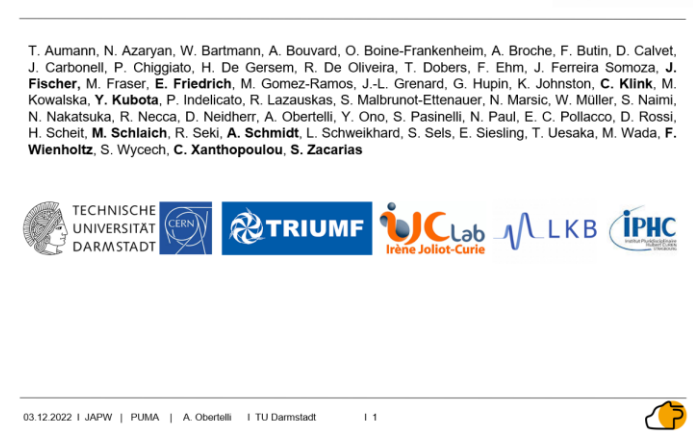 T. Aumann, N. Azaryan, W. Bartmann, A. Bouvard, O. Boine-Frankenheim, A. Broche, F. Butin, D. Calvet,
J. Carbonell, P. Chiggiato, H. De Gersem, R. De Oliveira, T. Dobers, F. Ehm, J. Ferreira Somoza, J.
Fischer, M. Fraser, E. Friedrich, M. Gomez-Ramos, J.-L. Grenard, G. Hupin, K. Johnston, C. Klink, M.
Kowalska, Y. Kubota, P. Indelicato, R. Lazauskas, S. Malbrunot-Ettenauer, N. Marsic, W. Müller, S. Naimi,
N. Nakatsuka, R. Necca, D. Neidherr, A. Obertelli, Y. Ono, S. Pasinelli, N. Paul, E. C. Pollacco, D. Rossi,
H. Scheit, M. Schlaich, R. Seki, A. Schmidt, L. Schweikhard, S. Sels, E. Siesling, T. Uesaka, M. Wada, F.
Wienholtz, S. Wycech, C. Xanthopoulou, S. Zacarias
TECHNISCHE
UNIVERSITÄT
DARMSTADT
CERN
TRIUMF
iJC Lab
Irène Joliot-Curie
LKB
iPHC
03.12.2022 I JAPW | PUMA | A. Obertelli I TU Darmstadt I 1